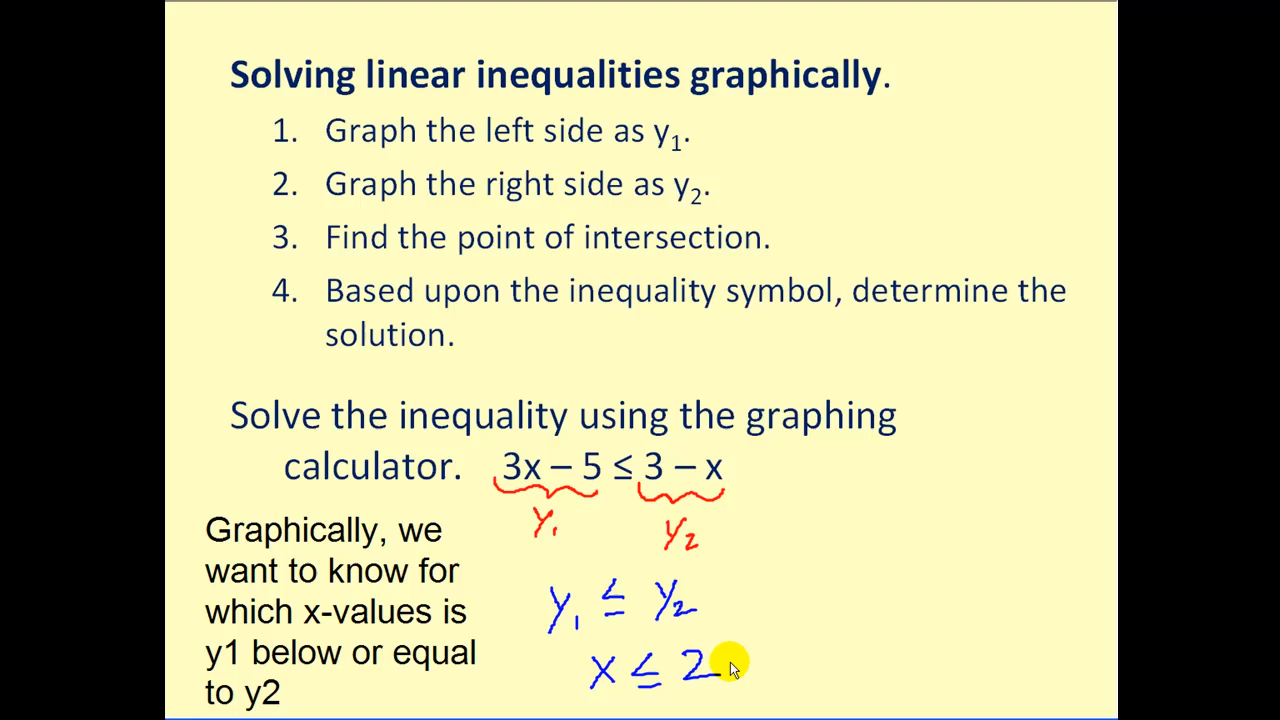 Solving linear inequalities graphically.
1. Graph the left side as y₁.
2. Graph the right side as y₂.
3. Find the point of intersection.
4. Based upon the inequality symbol, determine the
solution.
Solve the inequality using the graphing
calculator. 3x – 5 ≤ 3 – x
y₁ y₂
Graphically, we
want to know for
which x-values is
y1 below or equal
to y2
y₁ ≤ y₂
x ≤ 2